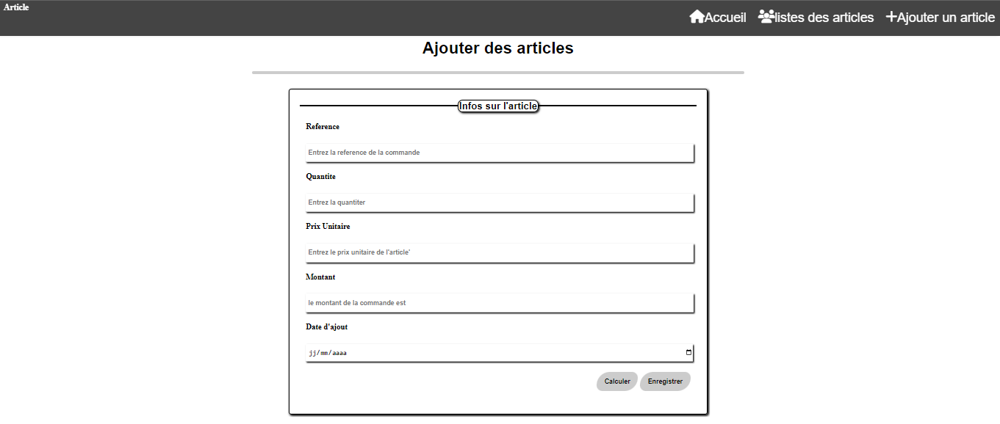 Article
Accueil listes des articles Ajouter un article
Ajouter des articles
Infos sur l'article
Reference
Entrez la reference de la commande
Quantite
Entrez la quantiter
Prix Unitaire
Entrez le prix unitaire de l'article'
Montant
le montant de la commande est
Date d'ajout
jj/mm/aaaa
Calculer Enregistrer